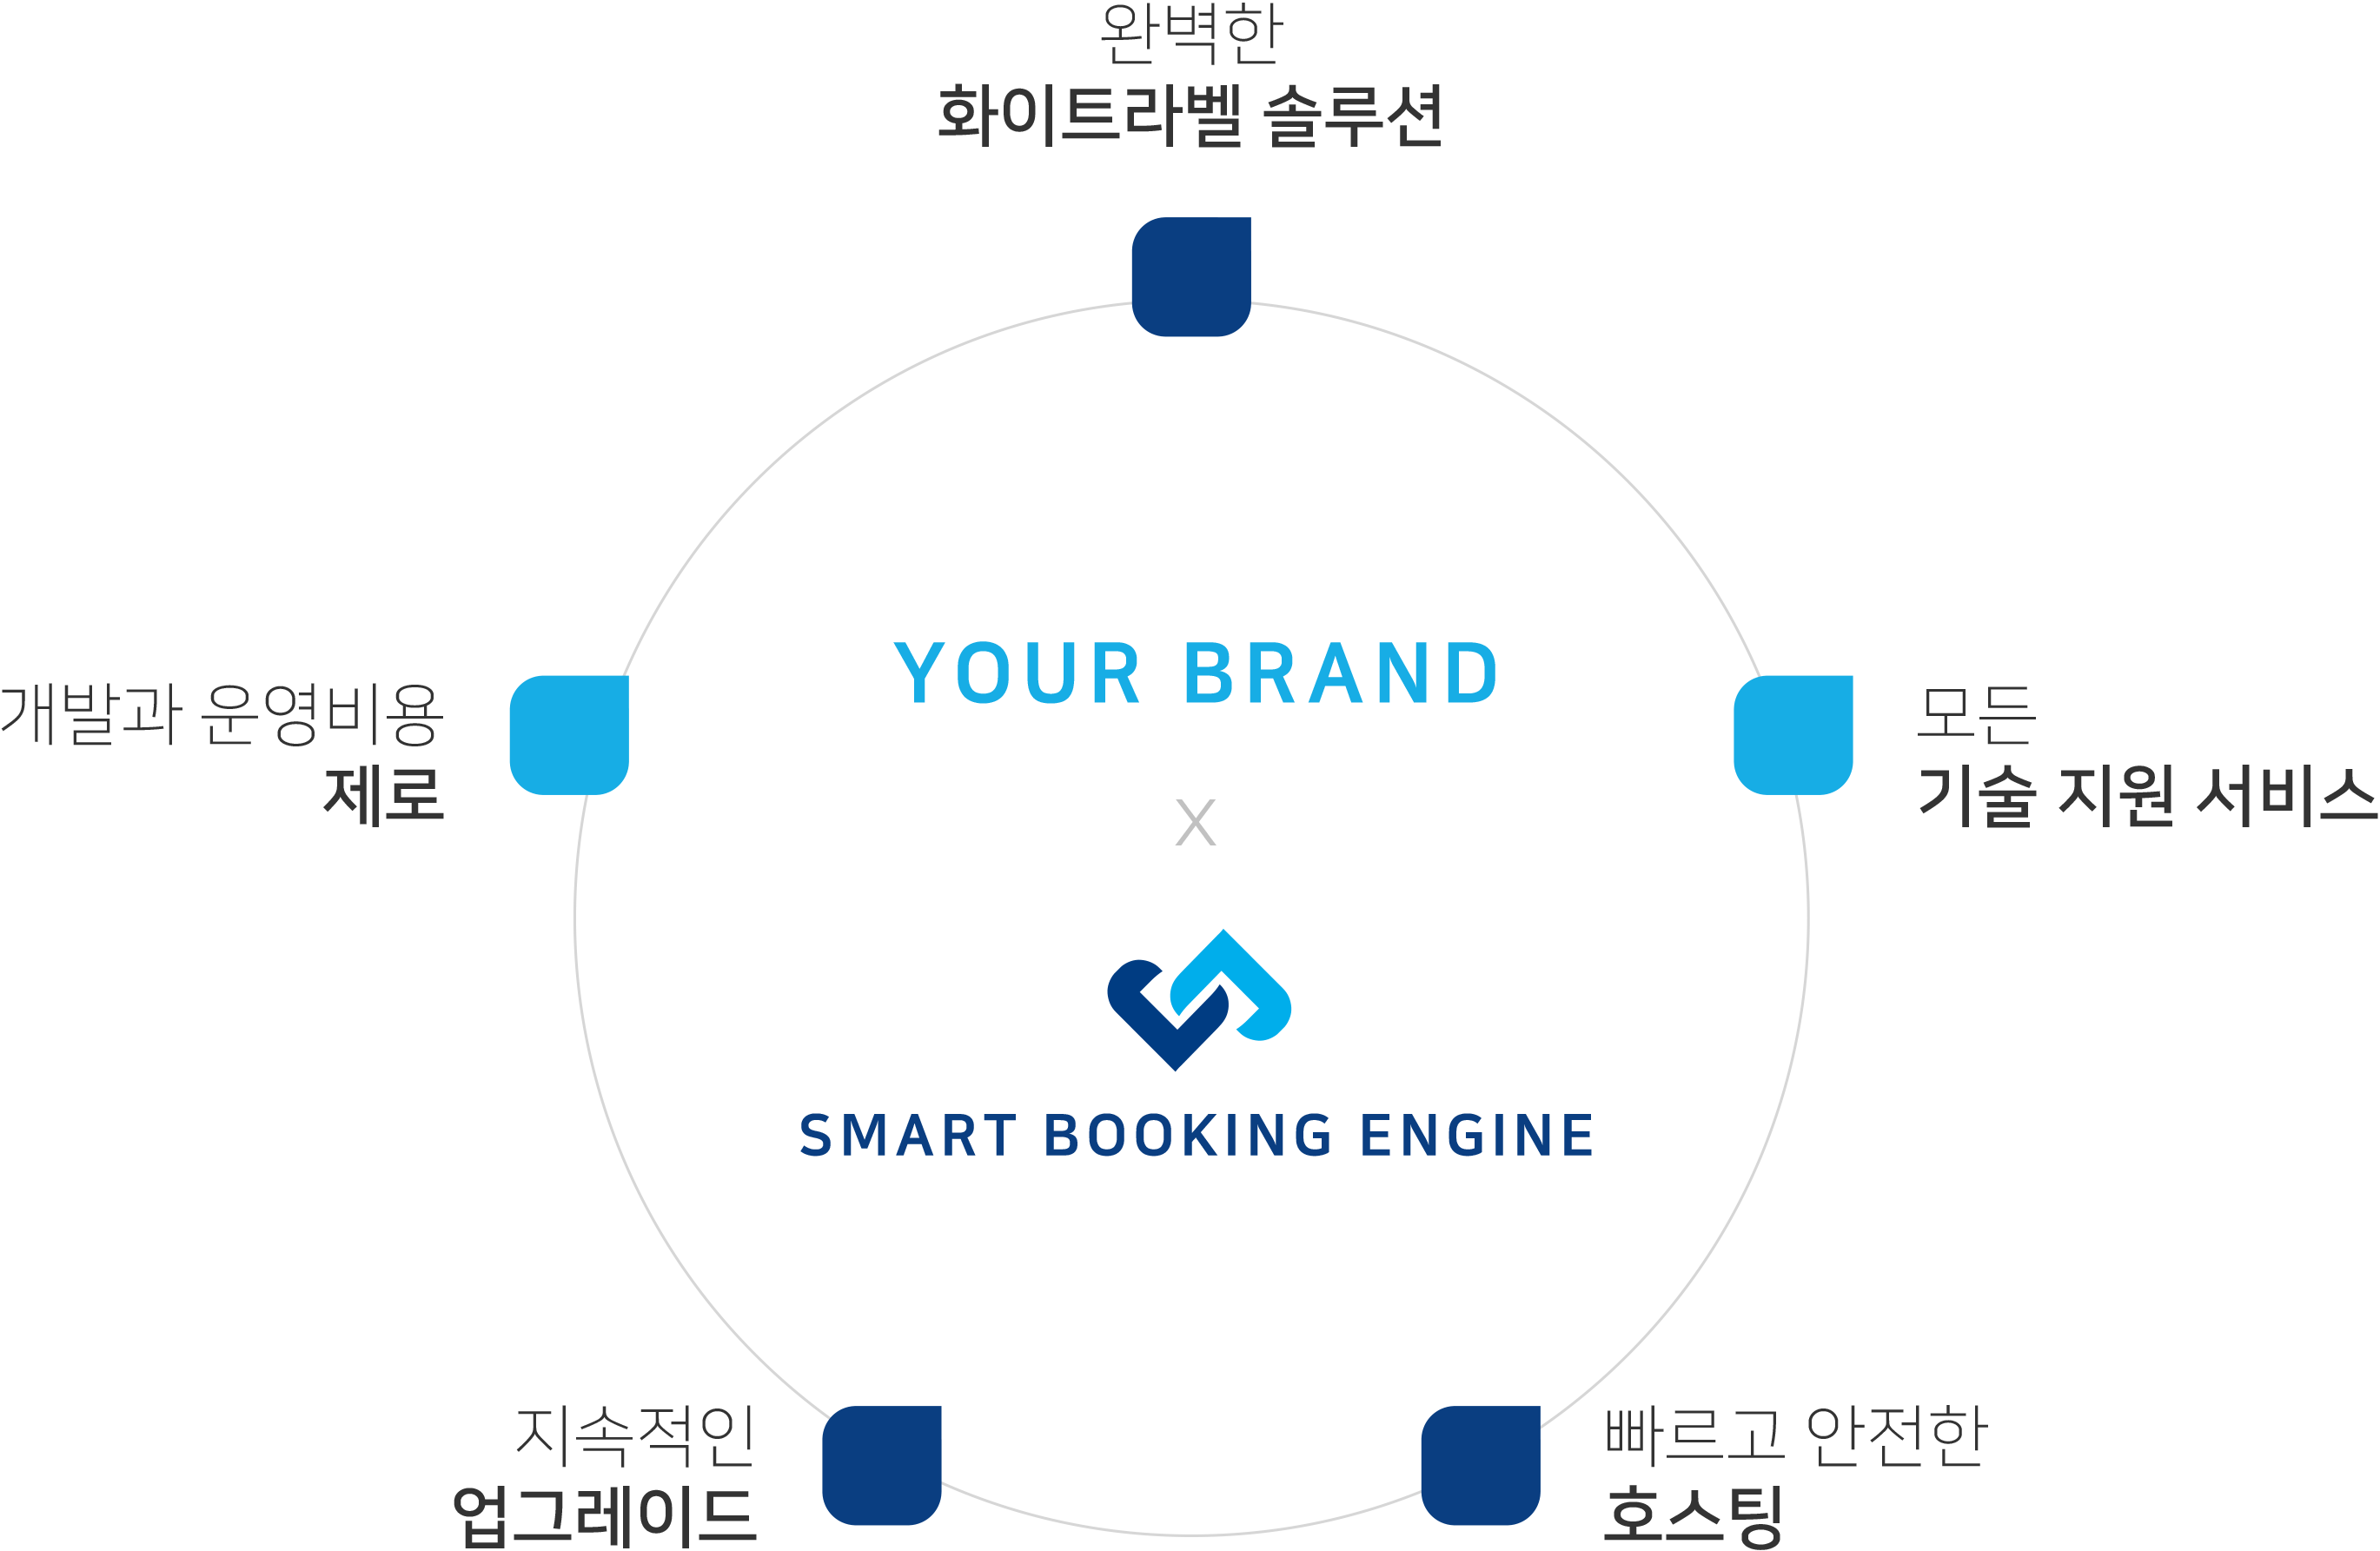 완벽한
화이트라벨 솔루션
개발과 운영비용
제로
YOUR BRAND
X
SMART BOOKING ENGINE
모든
기술 지원 서비스
지속적인
업그레이드
빠르고 안전한
호스팅